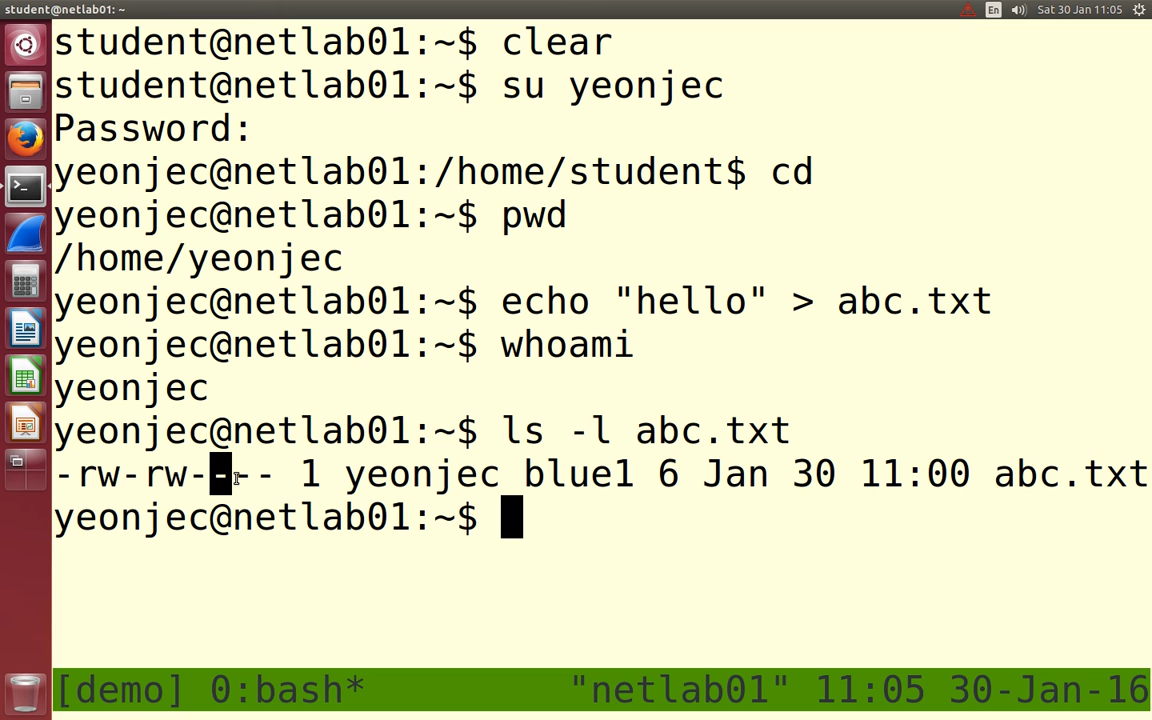 student@netlab01: ~
En
Sat 30 Jan 11:05
student@netlab01:~$ clear
student@netlab01:~$ su yeonjec
Password:
yeonjec@netlab01:/home/student$ cd
yeonjec@netlab01:~$ pwd
/home/yeonjec
yeonjec@netlab01:~$ echo "hello" > abc.txt
yeonjec@netlab01:~$ whoami
yeonjec
yeonjec@netlab01:~$ ls -l abc.txt
-rw-rw---- 1 yeonjec blue1 6 Jan 30 11:00 abc.txt
yeonjec@netlab01:~$
[demo] 0:bash* "netlab01" 11:05 30-Jan-16